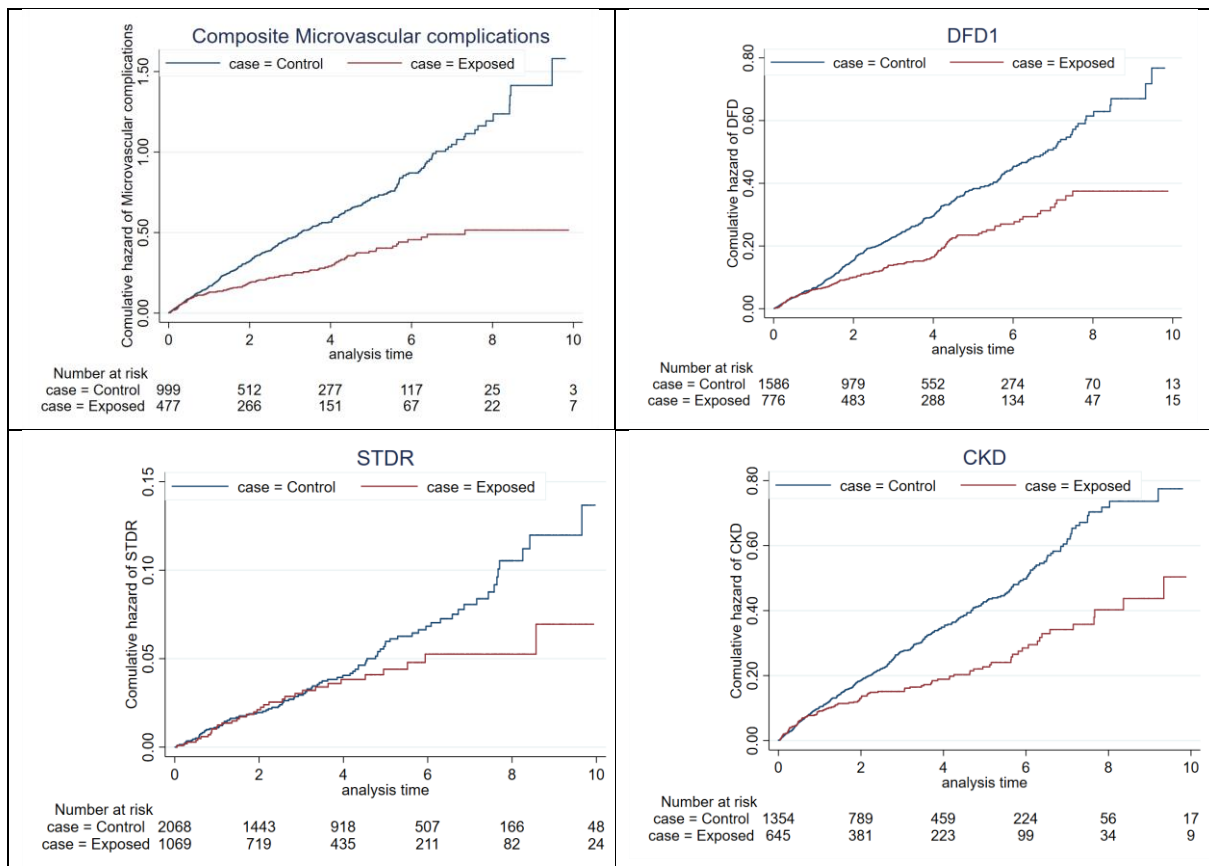 Composite Microvascular complications
case = Control case = Exposed
Comulative hazard of Microvascular complications
0.00 0.50 1.00 1.50
0 2 4 6 8 10
analysis time
Number at risk
case = Control 999 512 277 117 25 3
case = Exposed 477 266 151 67 22 7
DFD1
case = Control case = Exposed
Comulative hazard of DFD
0.00 0.20 0.40 0.60 0.80
0 2 4 6 8 10
analysis time
Number at risk
case = Control 1586 979 552 274 70 13
case = Exposed 776 483 288 134 47 15
STDR
case = Control case = Exposed
Comulative hazard of STDR
0.00 0.05 0.10 0.15
0 2 4 6 8 10
analysis time
Number at risk
case = Control 2068 1443 918 507 166 48
case = Exposed 1069 719 435 211 82 24
CKD
case = Control case = Exposed
Comulative hazard of CKD
0.00 0.20 0.40 0.60 0.80
0 2 4 6 8 10
analysis time
Number at risk
case = Control 1354 789 459 224 56 17
case = Exposed 645 381 223 99 34 9